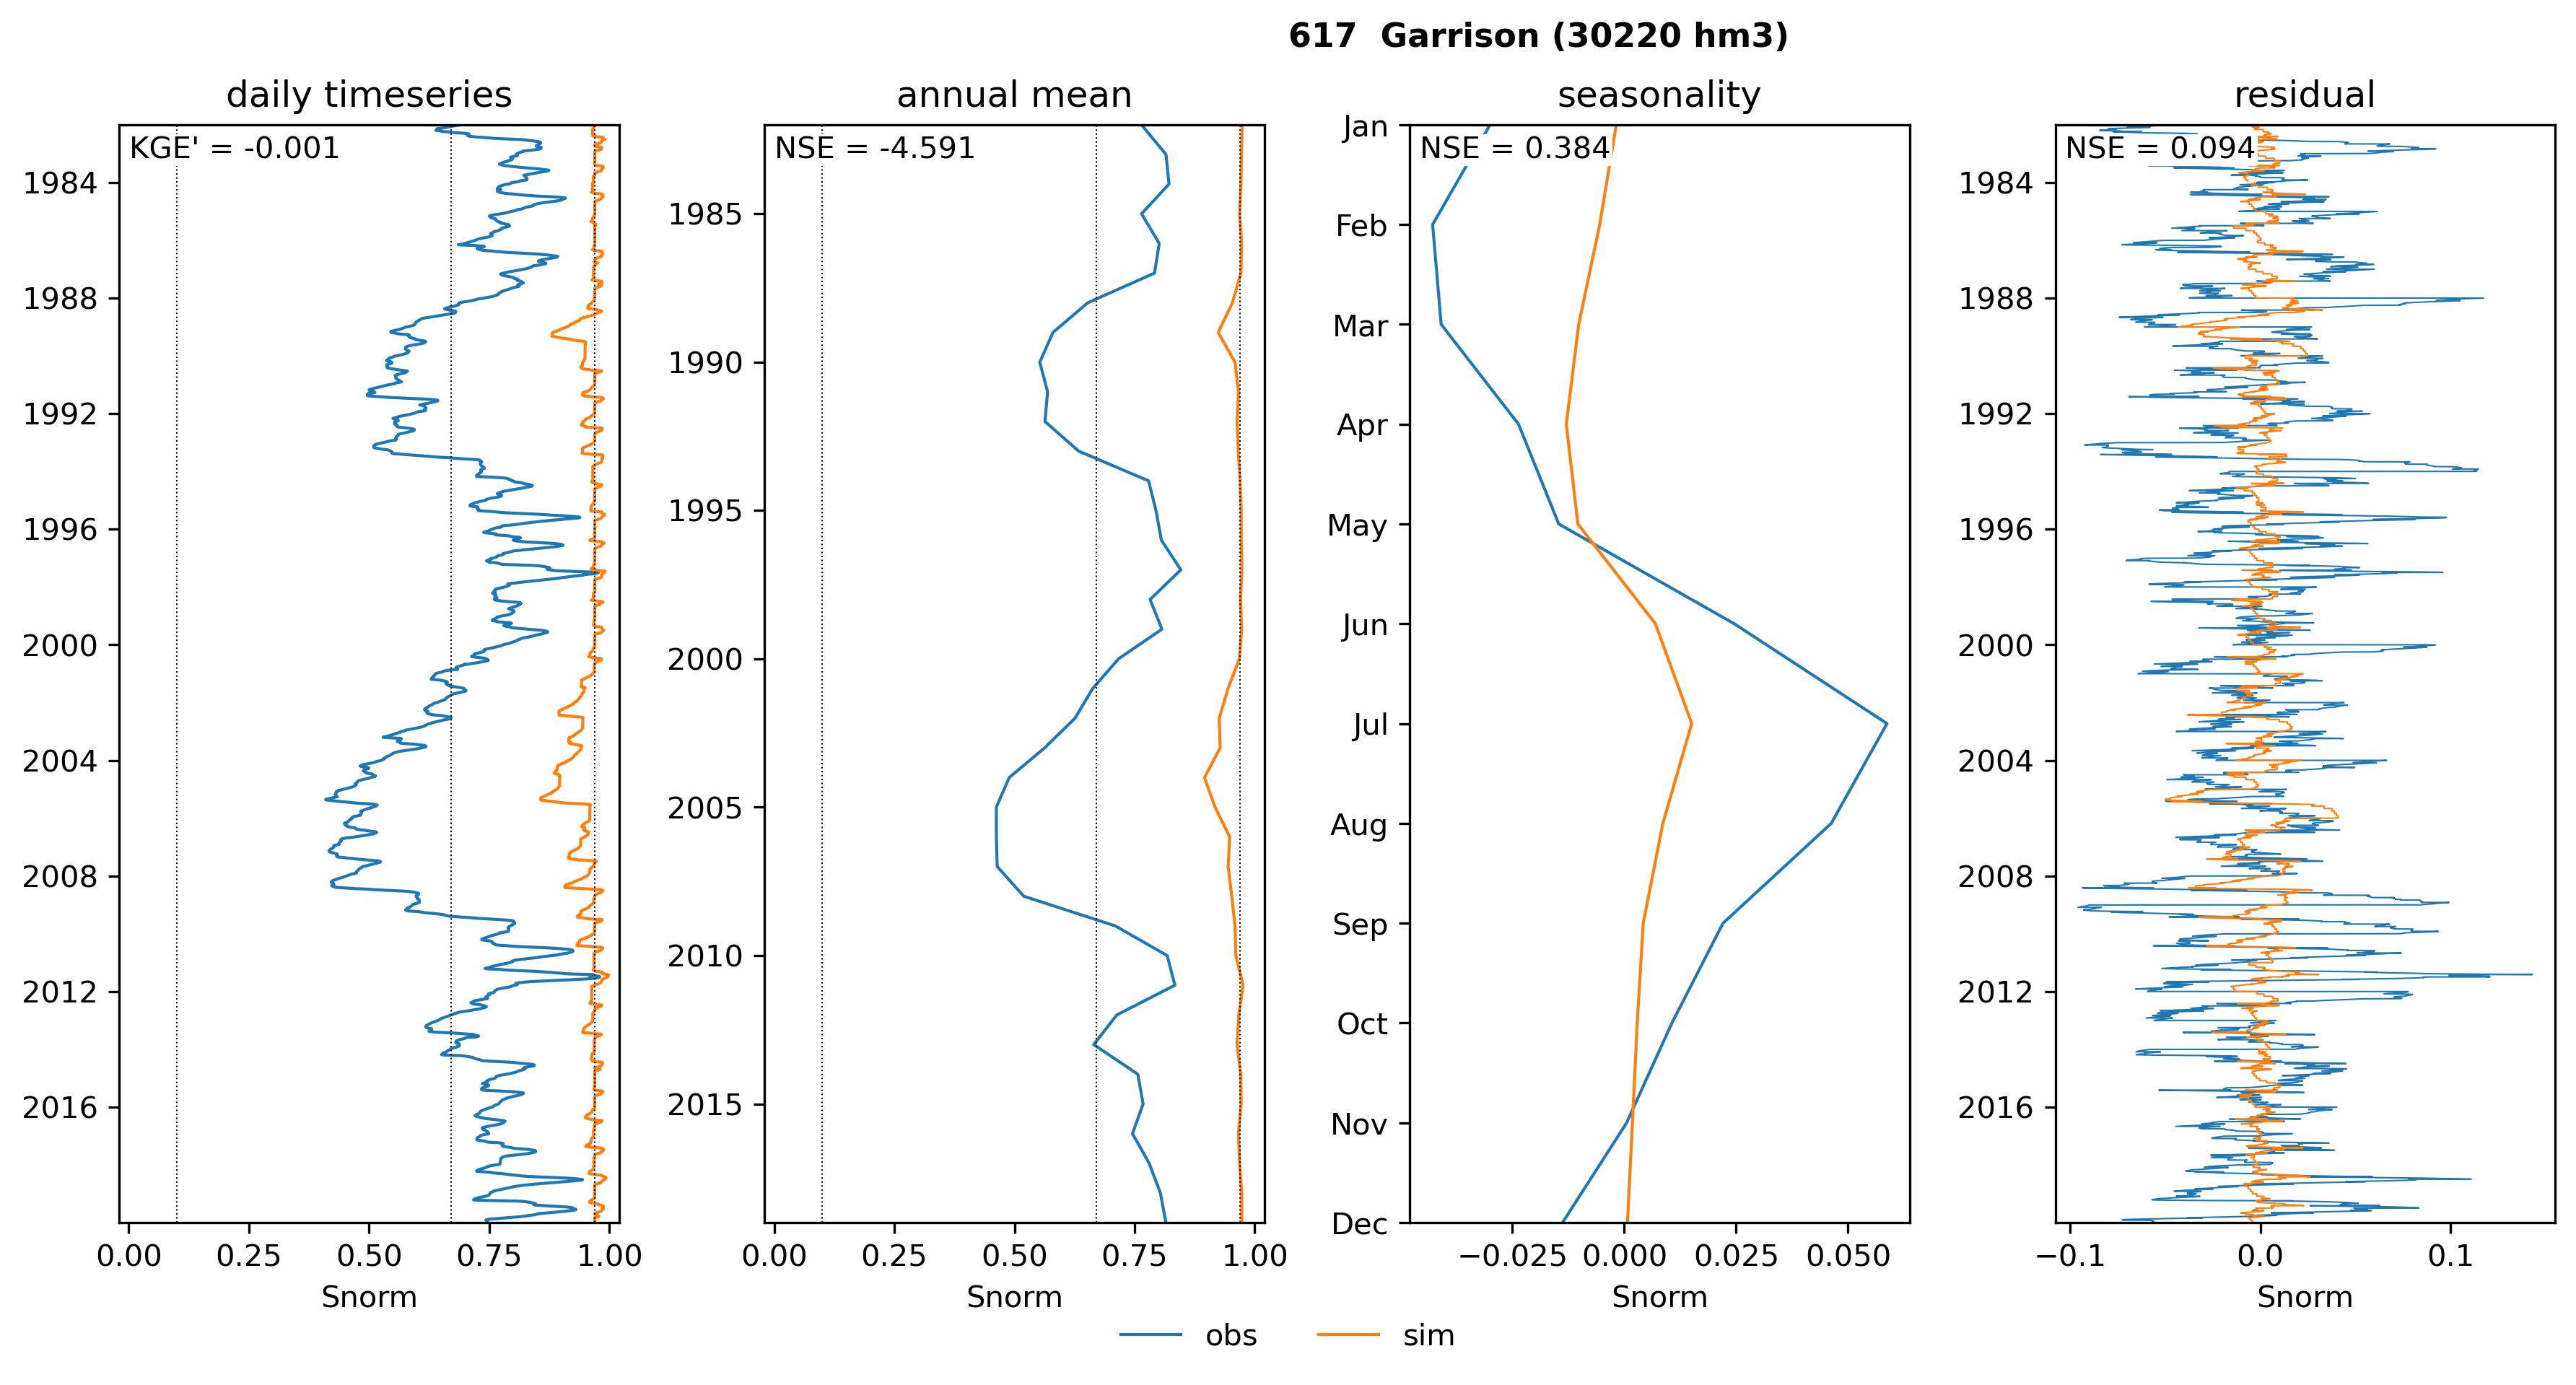 617  Garrison (30220 hm3)
daily timeseries
KGE' = -0.001
1984
1988
1992
1996
2000
2004
2008
2012
2016
0.00 0.25 0.50 0.75 1.00
Snorm
annual mean
NSE = -4.591
1985
1990
1995
2000
2005
2010
2015
0.00 0.25 0.50 0.75 1.00
Snorm
seasonality
NSE = 0.384
Jan
Feb
Mar
Apr
May
Jun
Jul
Aug
Sep
Oct
Nov
Dec
−0.025 0.000 0.025 0.050
Snorm
residual
NSE = 0.094
1984
1988
1992
1996
2000
2004
2008
2012
2016
−0.1 0.0 0.1
Snorm
obs sim